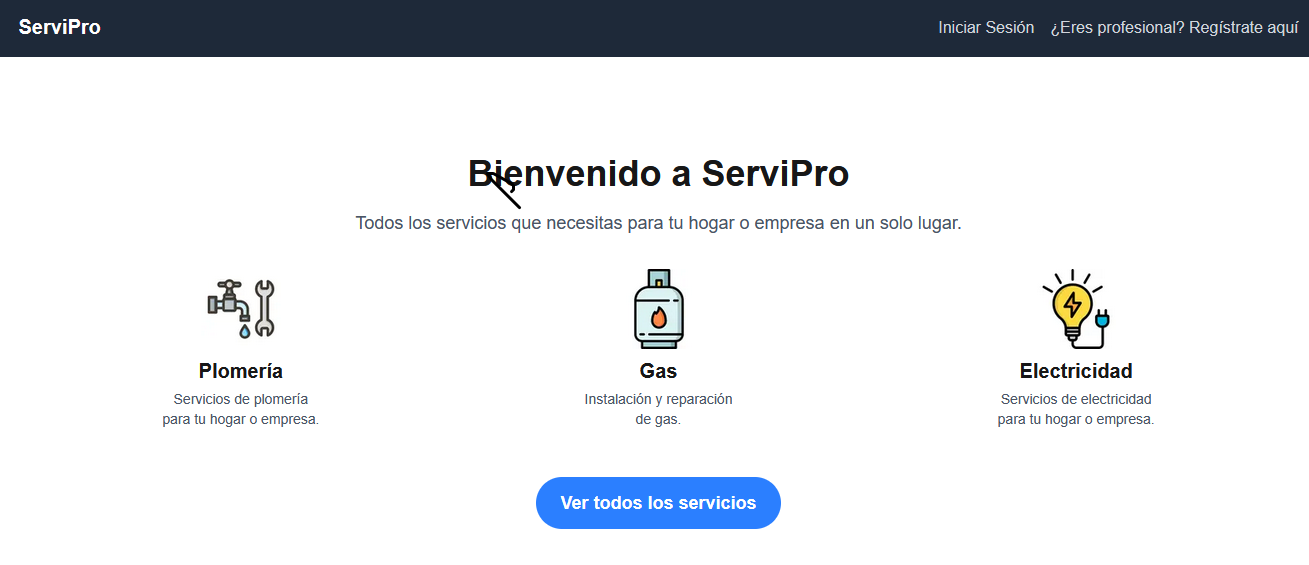 ServiPro
Iniciar Sesión
¿Eres profesional? Regístrate aquí
Bienvenido a ServiPro
Todos los servicios que necesitas para tu hogar o empresa en un solo lugar.
Plomería
Servicios de plomería
para tu hogar o empresa.
Gas
Instalación y reparación
de gas.
Electricidad
Servicios de electricidad
para tu hogar o empresa.
Ver todos los servicios